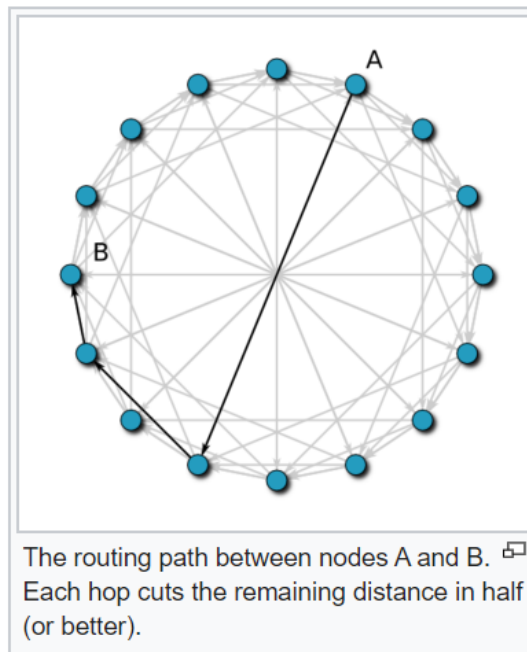 A
B
The routing path between nodes A and B.
Each hop cuts the remaining distance in half
(or better).